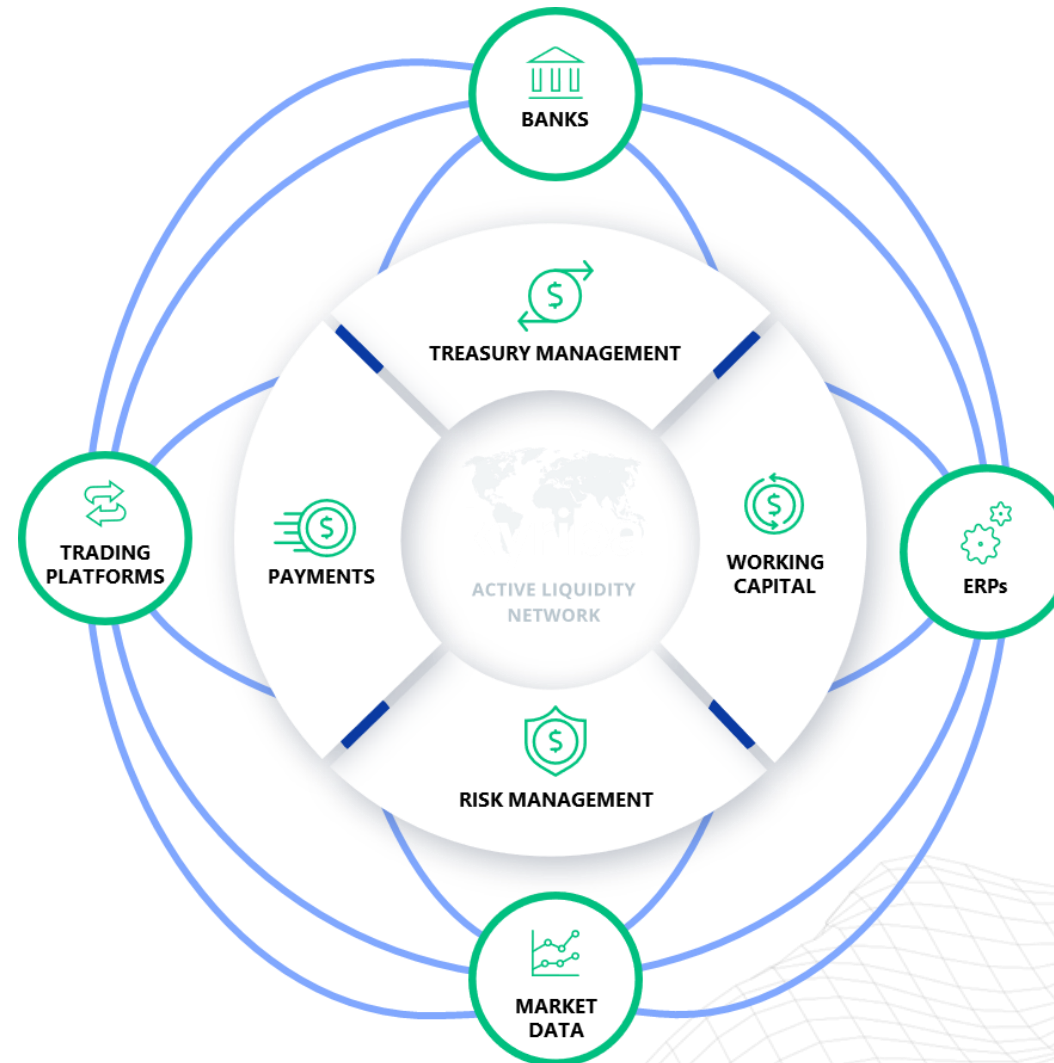 BANKS
TREASURY MANAGEMENT
TRADING
PLATFORMS
PAYMENTS
ACTIVE LIQUIDITY
NETWORK
WORKING
CAPITAL
ERPs
RISK MANAGEMENT
MARKET
DATA